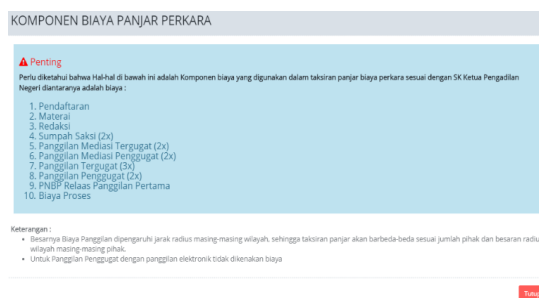 KOMPONEN BIAYA PANJAR PERKARA
Penting
Perlu diketahui bahwa Hal-hal di bawah ini adalah Komponen biaya yang digunakan dalam taksiran panjar biaya perkara sesuai dengan SK Ketua Pengadilan
Negeri diantaranya adalah biaya :
1. Pendaftaran
2. Materai
3. Redaksi
4. Sumpah Saksi (2x)
5. Panggilan Mediasi Tergugat (2x)
6. Panggilan Mediasi Penggugat (2x)
7. Panggilan Tergugat (3x)
8. Panggilan Penggugat (2x)
9. PNBP Relaas Panggilan Pertama
10. Biaya Proses
Keterangan :
• Besarnya Biaya Panggilan dipengaruhi jarak radius masing-masing wilayah, sehingga taksiran panjar akan barbeda-beda sesuai jumlah pihak dan besaran radiu
wilayah masing-masing pihak.
• Untuk Panggilan Penggugat dengan panggilan elektronik tidak dikenakan biaya